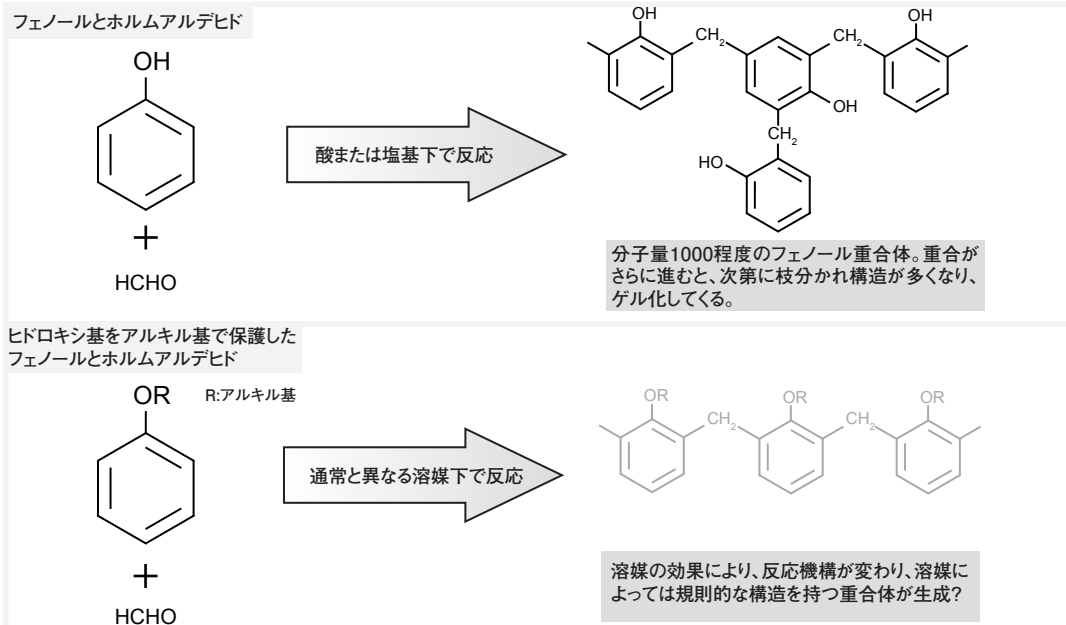 フェノールとホルムアルデヒド
OH
+
HCHO
酸または塩基下で反応
OH
CH2
CH2
OH
OH
CH2
HO
分子量1000程度のフェノール重合体。重合が
さらに進むと、次第に枝分かれ構造が多くなり、
ゲル化してくる。
ヒドロキシ基をアルキル基で保護した
フェノールとホルムアルデヒド
OR
R:アルキル基
+
HCHO
通常と異なる溶媒下で反応
OR
CH2
OR
CH2
OR
溶媒の効果により、反応機構が変わり、溶媒に
よっては規則的な構造を持つ重合体が生成?